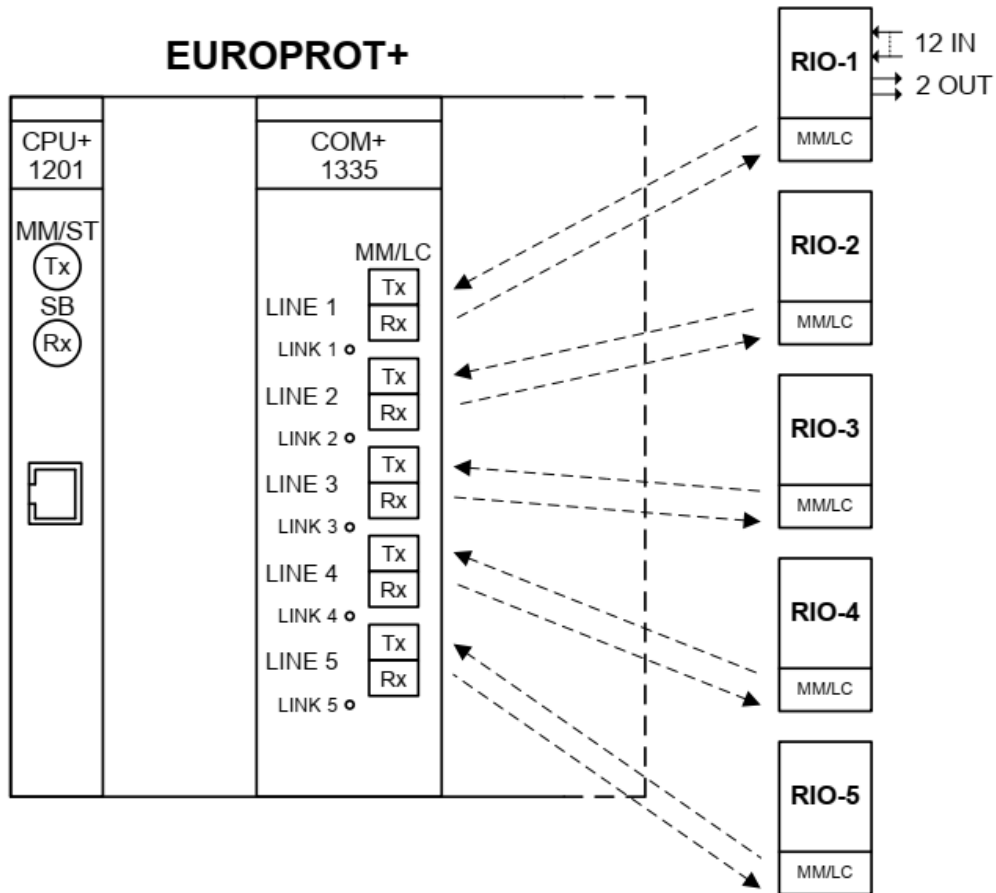 EUROPROT+
CPU+
1201
MM/ST
Tx
SB
Rx
COM+
1335
MM/LC
LINE 1
Tx
Rx
LINK 1
LINE 2
Tx
Rx
LINK 2
LINE 3
Tx
Rx
LINK 3
LINE 4
Tx
Rx
LINK 4
LINE 5
Tx
Rx
LINK 5
RIO-1
12 IN
2 OUT
MM/LC
RIO-2
MM/LC
RIO-3
MM/LC
RIO-4
MM/LC
RIO-5
MM/LC